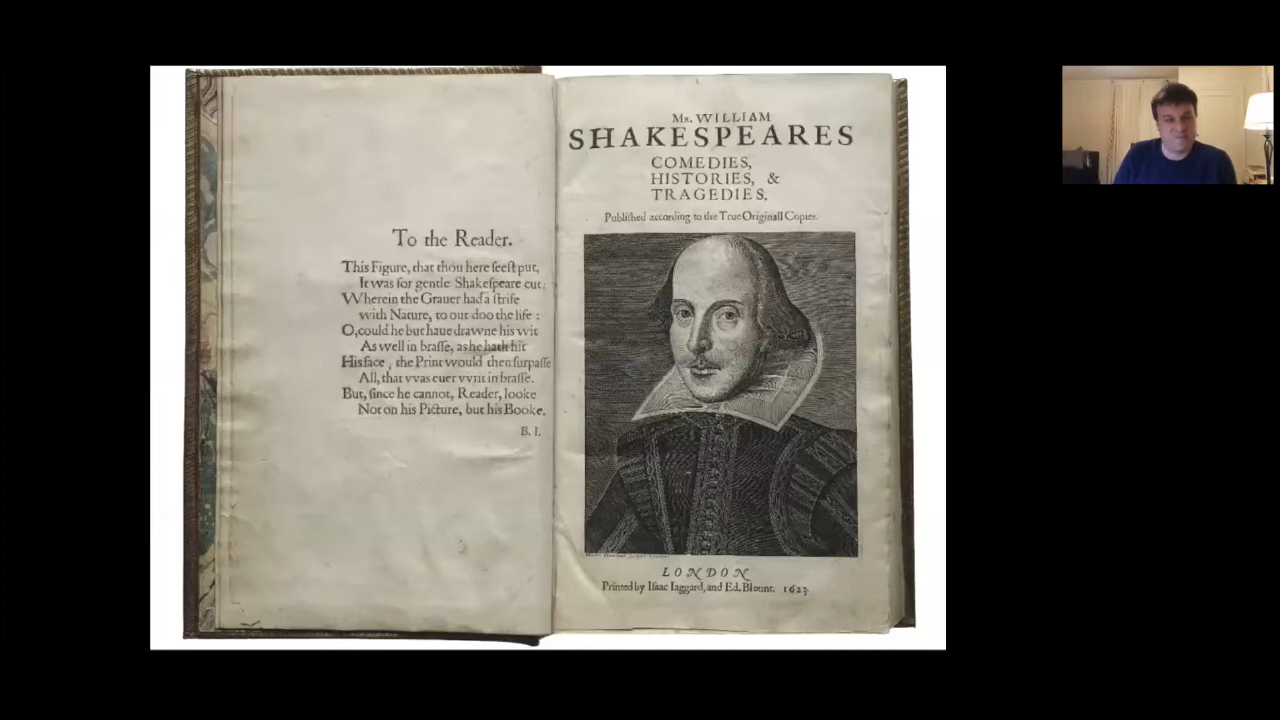 To the Reader.
This Figure, that thou here seeſt put,
It was for gentle Shakeſpeare cut;
Wherein the Grauer had a ſtrife
with Nature, to out-doo the life :
O, could he but haue drawne his wit
As well in braſſe, as he hath hit
His face , the Print would then ſurpaſſe
All, that vvas euer vvrit in braſſe.
But, ſince he cannot, Reader, looke
Not on his Picture, but his Booke.
B. I.
Mr. WILLIAM
SHAKESPEARES
COMEDIES,
HISTORIES, &
TRAGEDIES.
Publiſhed according to the True Originall Copies.
LONDON
Printed by Iſaac Iaggard, and Ed. Blount. 1623.